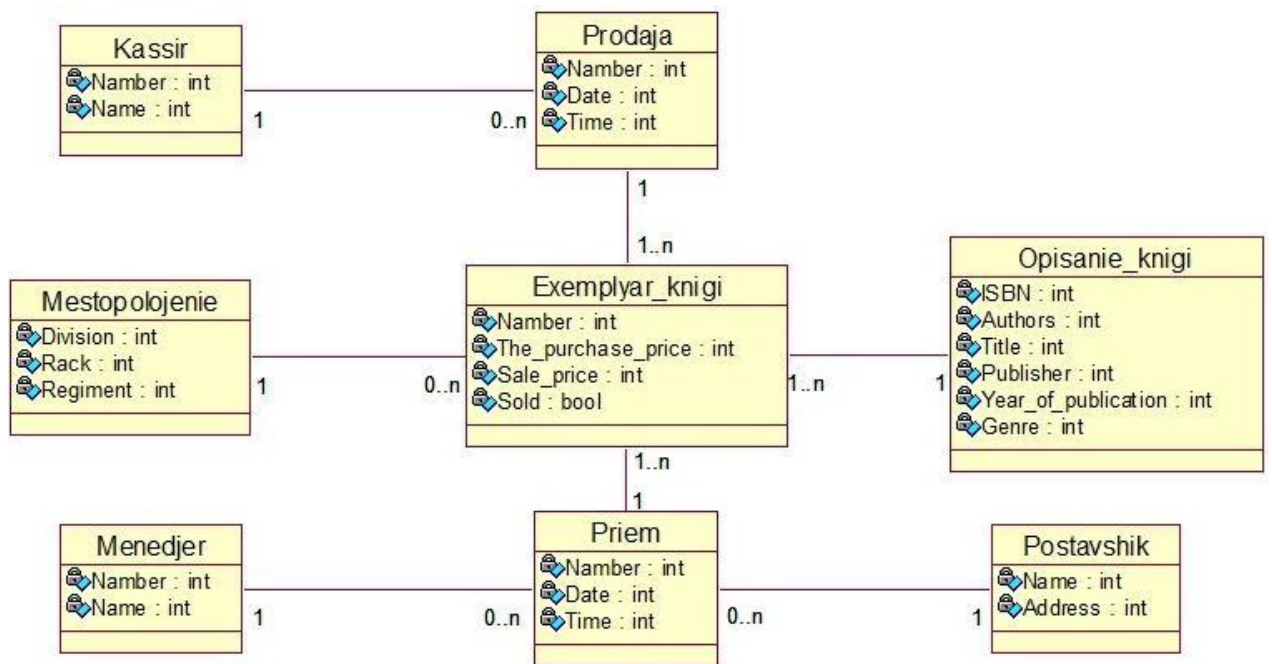 Kassir
Namber : int
Name : int
1
0..n
Prodaja
Namber : int
Date : int
Time : int
1
1..n
Mestopolojenie
Division : int
Rack : int
Regiment : int
1
0..n
Exemplyar_knigi
Namber : int
The_purchase_price : int
Sale_price : int
Sold : bool
1..n
1
Opisanie_knigi
ISBN : int
Authors : int
Title : int
Publisher : int
Year_of_publication : int
Genre : int
1..n
1
Menedjer
Namber : int
Name : int
1
0..n
Priem
Namber : int
Date : int
Time : int
0..n
1
Postavshik
Name : int
Address : int